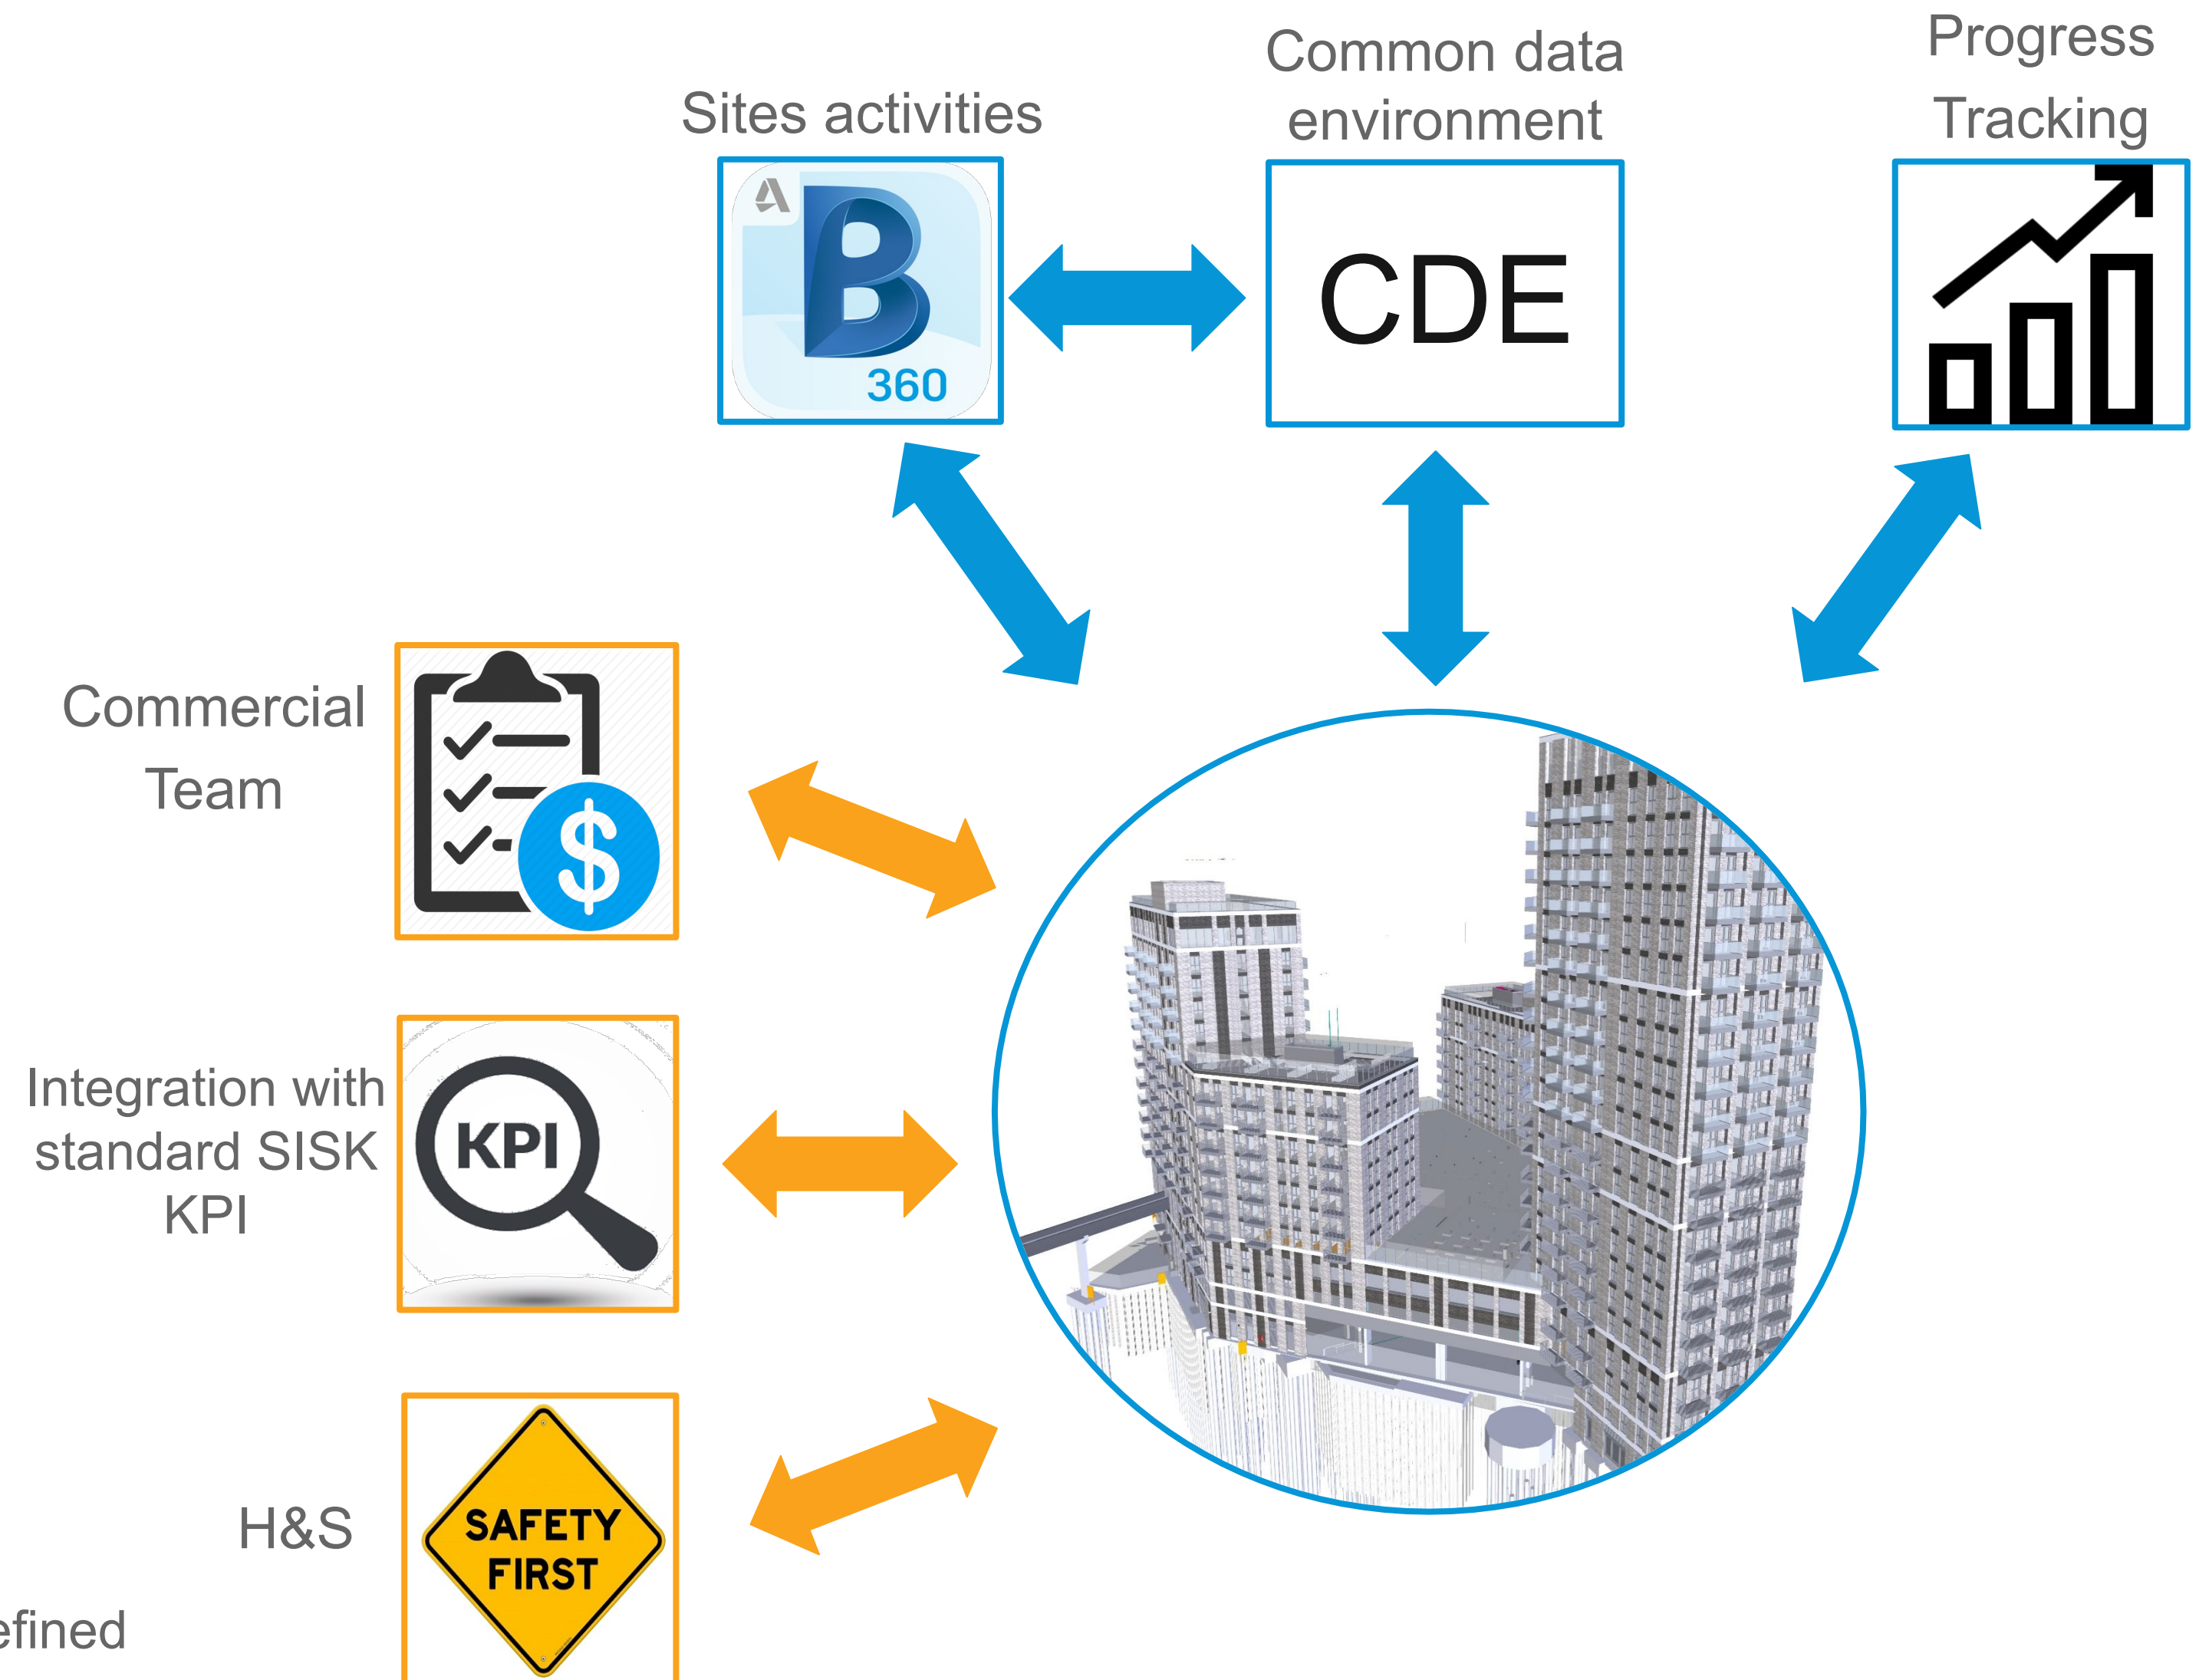 Sites activities
Common data
environment
Progress
Tracking
B
360
CDE
Commercial
Team
$
Integration with
standard SISK
KPI
KPI
H&S
SAFETY
FIRST
efined